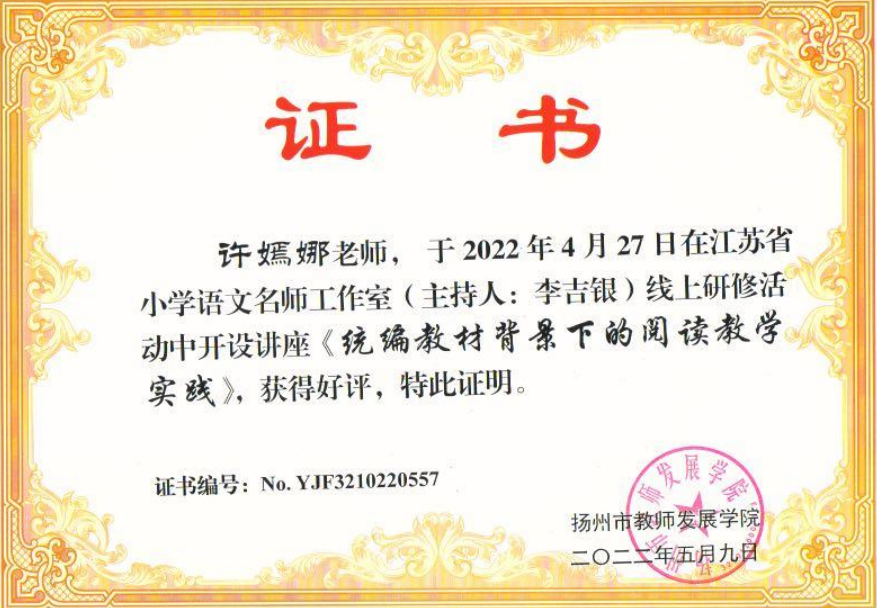 证书
许嫣娜老师，于2022年4月27日在江苏省
小学语文名师工作室（主持人：李吉银）线上研修活
动中开设讲座《统编教材背景下的阅读教学
实践》，获得好评，特此证明。
证书编号：No. YJF3210220557
扬州市教师发展学院
二〇二二年五月九日